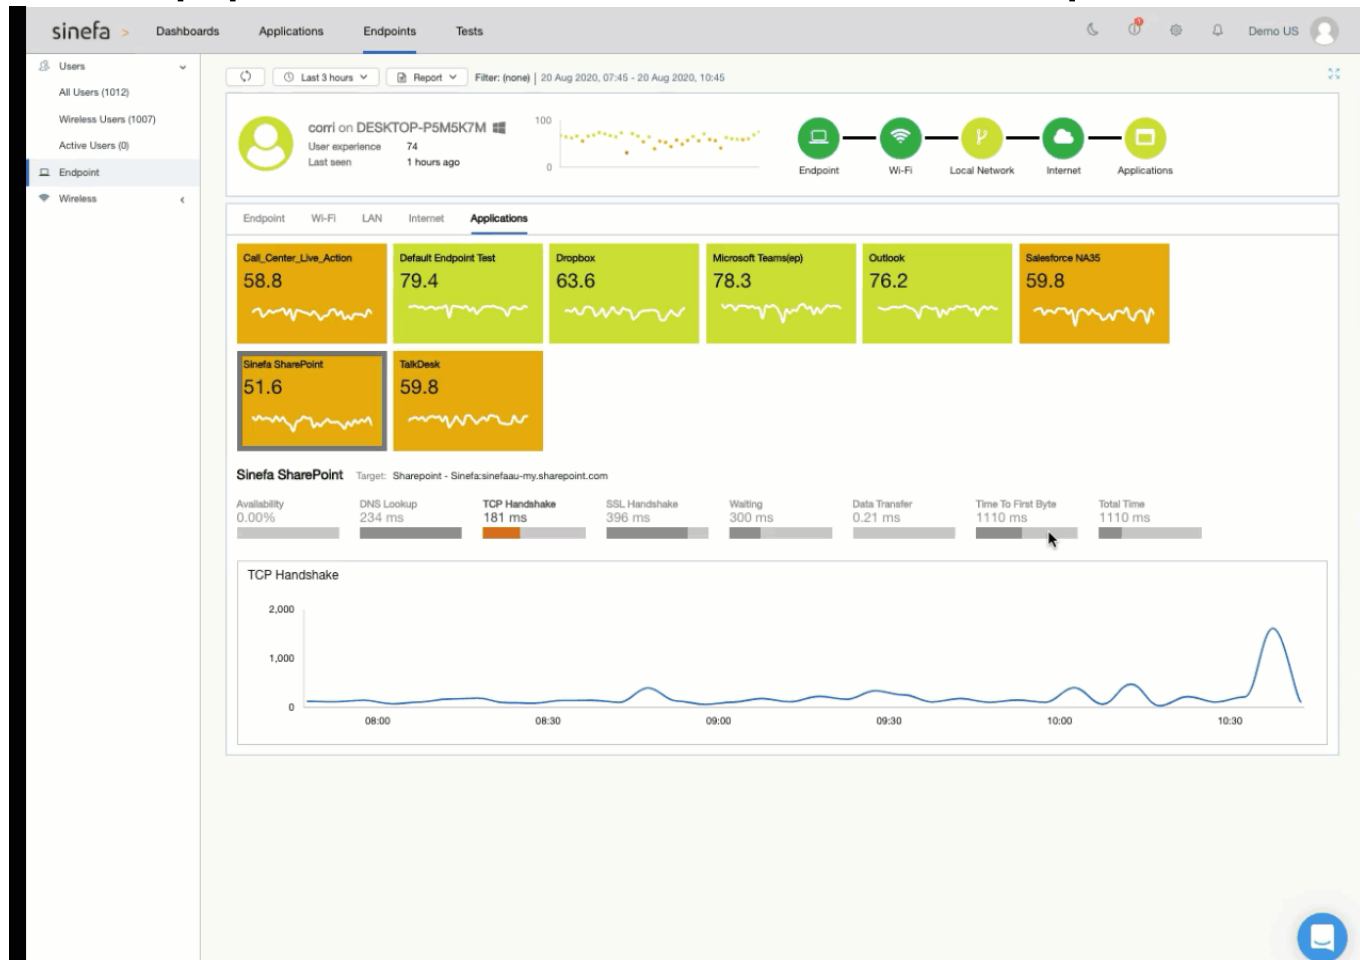 sinefa >
Dashboards
Applications
Endpoints
Tests
Demo US
Users
All Users (1012)
Wireless Users (1007)
Active Users (0)
Endpoint
Wireless
Last 3 hours
Report
Filter: (none) | 20 Aug 2020, 07:45 - 20 Aug 2020, 10:45
corri on DESKTOP-P5M5K7M
User experience 74
Last seen 1 hours ago
100
0
Endpoint
Wi-Fi
Local Network
Internet
Applications
Endpoint
Wi-Fi
LAN
Internet
Applications
Call_Center_Live_Action
58.8
Default Endpoint Test
79.4
Dropbox
63.6
Microsoft Teams(ep)
78.3
Outlook
76.2
Salesforce NA35
59.8
Sinefa SharePoint
51.6
TalkDesk
59.8
Sinefa SharePoint Target: Sharepoint - Sinefa:sinefaau-my.sharepoint.com
Availability
0.00%
DNS Lookup
234 ms
TCP Handshake
181 ms
SSL Handshake
396 ms
Waiting
300 ms
Data Transfer
0.21 ms
Time To First Byte
1110 ms
Total Time
1110 ms
TCP Handshake
2,000
1,000
0
08:00
08:30
09:00
09:30
10:00
10:30